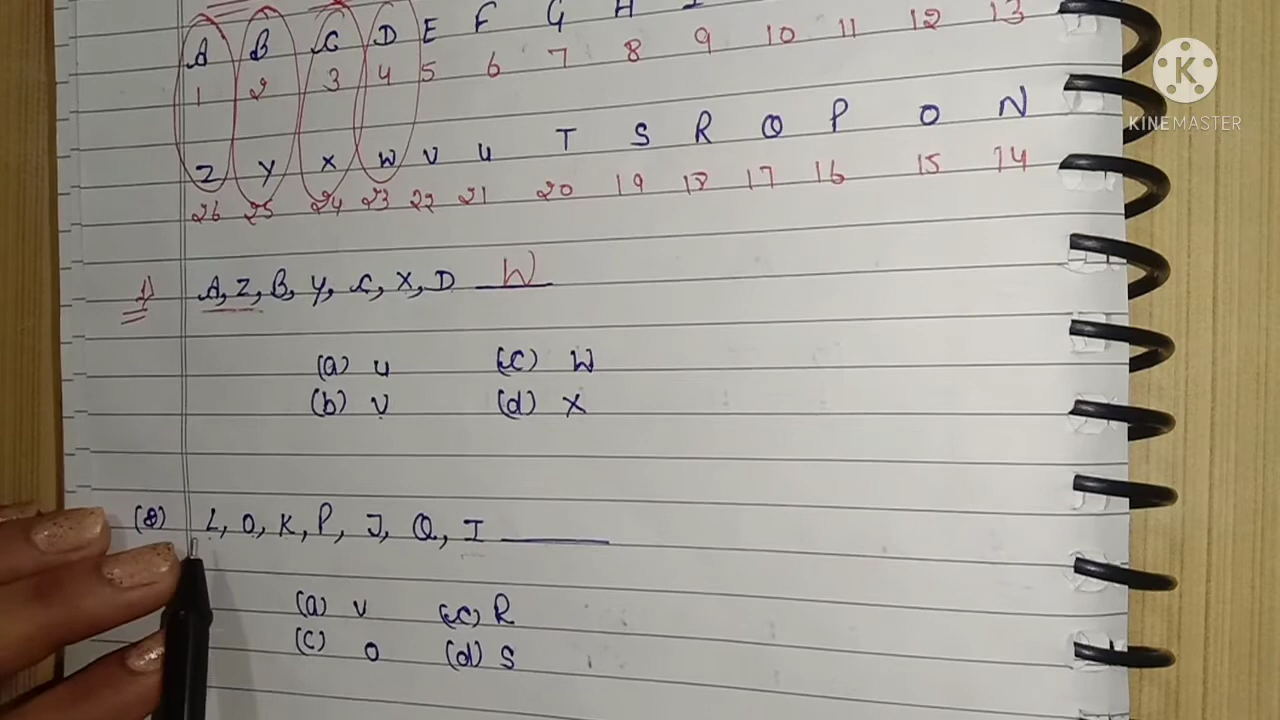 A B C D E F G H
1 2 3 4 5 6 7 8 9 10 11 12 13
Z Y X W V U T S R Q P O N
26 25 24 23 22 21 20 19 18 17 16 15 14
1) A, Z, B, Y, C, X, D W
(a) U (c) W
(b) V (d) X
L, O, K, P, J, Q, I
(a) V (c) R
(c) O (d) S
K
KINEMASTER